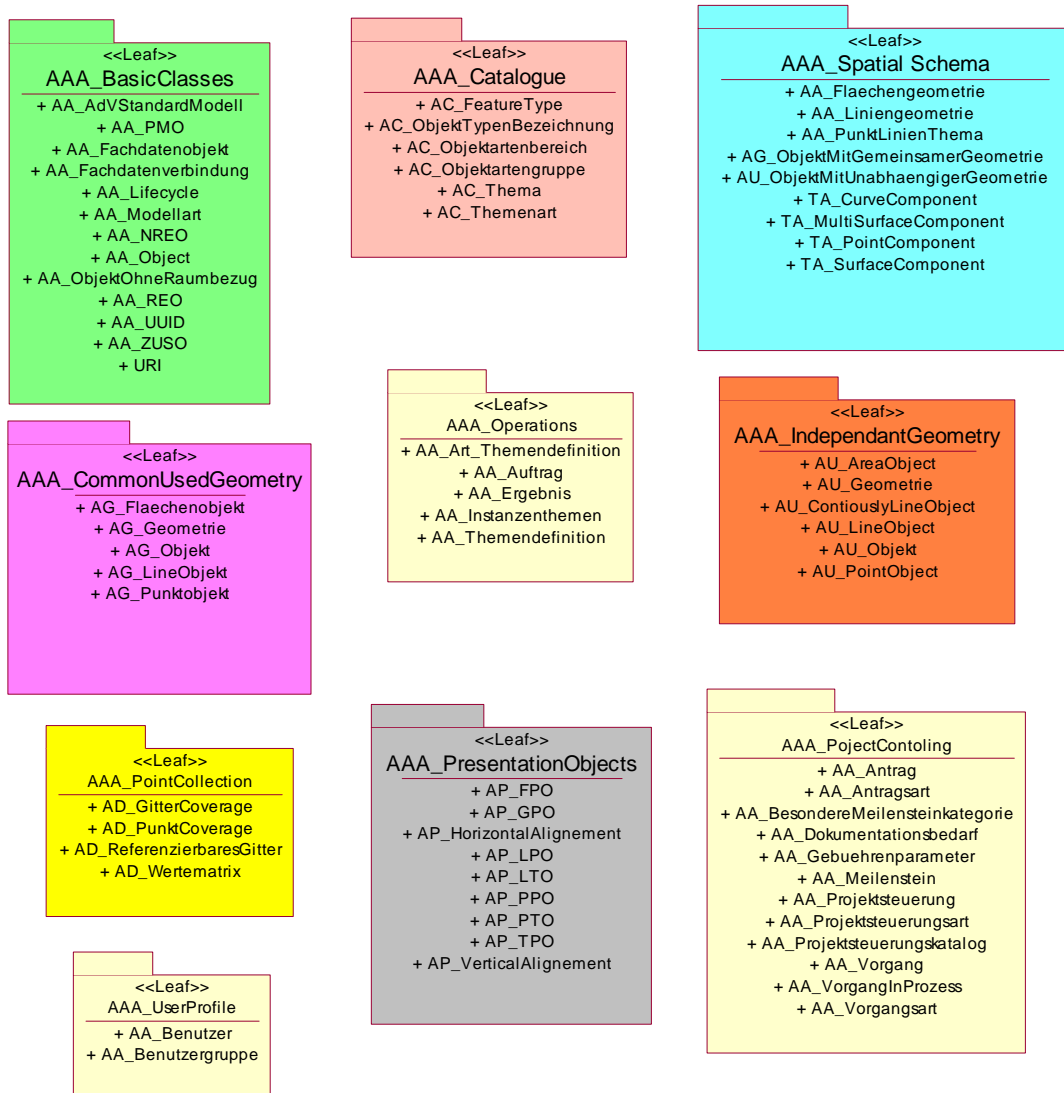 <<Leaf>>
AAA_BasicClasses
+ AA_AdVStandardModell
+ AA_PMO
+ AA_Fachdatenobjekt
+ AA_Fachdatenverbindung
+ AA_Lifecycle
+ AA_Modellart
+ AA_NREO
+ AA_Object
+ AA_ObjektOhneRaumbezug
+ AA_REO
+ AA_UUID
+ AA_ZUSO
+ URI
<<Leaf>>
AAA_Catalogue
+ AC_FeatureType
+ AC_ObjektTypenBezeichnung
+ AC_Objektartenbereich
+ AC_Objektartengruppe
+ AC_Thema
+ AC_Themenart
<<Leaf>>
AAA_Spatial Schema
+ AA_Flaechengeometrie
+ AA_Liniengeometrie
+ AA_PunktLinienThema
+ AG_ObjektMitGemeinsamerGeometrie
+ AU_ObjektMitUnabhaengigerGeometrie
+ TA_CurveComponent
+ TA_MultiSurfaceComponent
+ TA_PointComponent
+ TA_SurfaceComponent
<<Leaf>>
AAA_CommonUsedGeometry
+ AG_Flaechenobjekt
+ AG_Geometrie
+ AG_Objekt
+ AG_LineObjekt
+ AG_Punktobjekt
<<Leaf>>
AAA_Operations
+ AA_Art_Themendefinition
+ AA_Auftrag
+ AA_Ergebnis
+ AA_Instanzenthemen
+ AA_Themendefinition
<<Leaf>>
AAA_IndependantGeometry
+ AU_AreaObject
+ AU_Geometrie
+ AU_ContiouslyLineObject
+ AU_LineObject
+ AU_Objekt
+ AU_PointObject
<<Leaf>>
AAA_PointCollection
+ AD_GitterCoverage
+ AD_PunktCoverage
+ AD_ReferenzierbaresGitter
+ AD_Wertematrix
<<Leaf>>
AAA_PresentationObjects
+ AP_FPO
+ AP_GPO
+ AP_HorizontalAlignement
+ AP_LPO
+ AP_LTO
+ AP_PPO
+ AP_PTO
+ AP_TPO
+ AP_VerticalAlignement
<<Leaf>>
AAA_PojectContoling
+ AA_Antrag
+ AA_Antragsart
+ AA_BesondereMeilensteinkategorie
+ AA_Dokumentationsbedarf
+ AA_Gebuehrenparameter
+ AA_Meilenstein
+ AA_Projektsteuerung
+ AA_Projektsteuerungsart
+ AA_Projektsteuerungskatalog
+ AA_Vorgang
+ AA_VorgangInProzess
+ AA_Vorgangsart
<<Leaf>>
AAA_UserProfile
+ AA_Benutzer
+ AA_Benutzergruppe